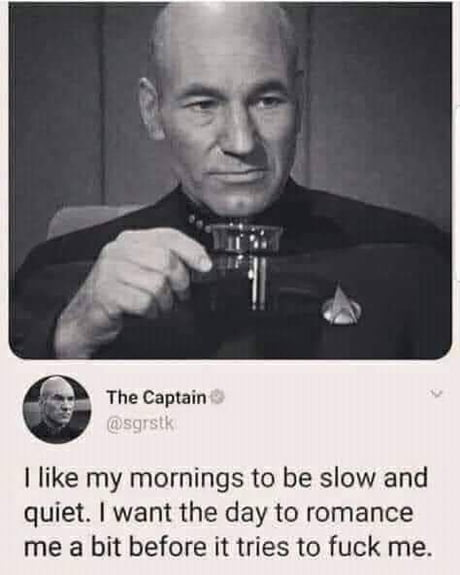 The Captain
@sgrstk
I like my mornings to be slow and
quiet. I want the day to romance
me a bit before it tries to fuck me.